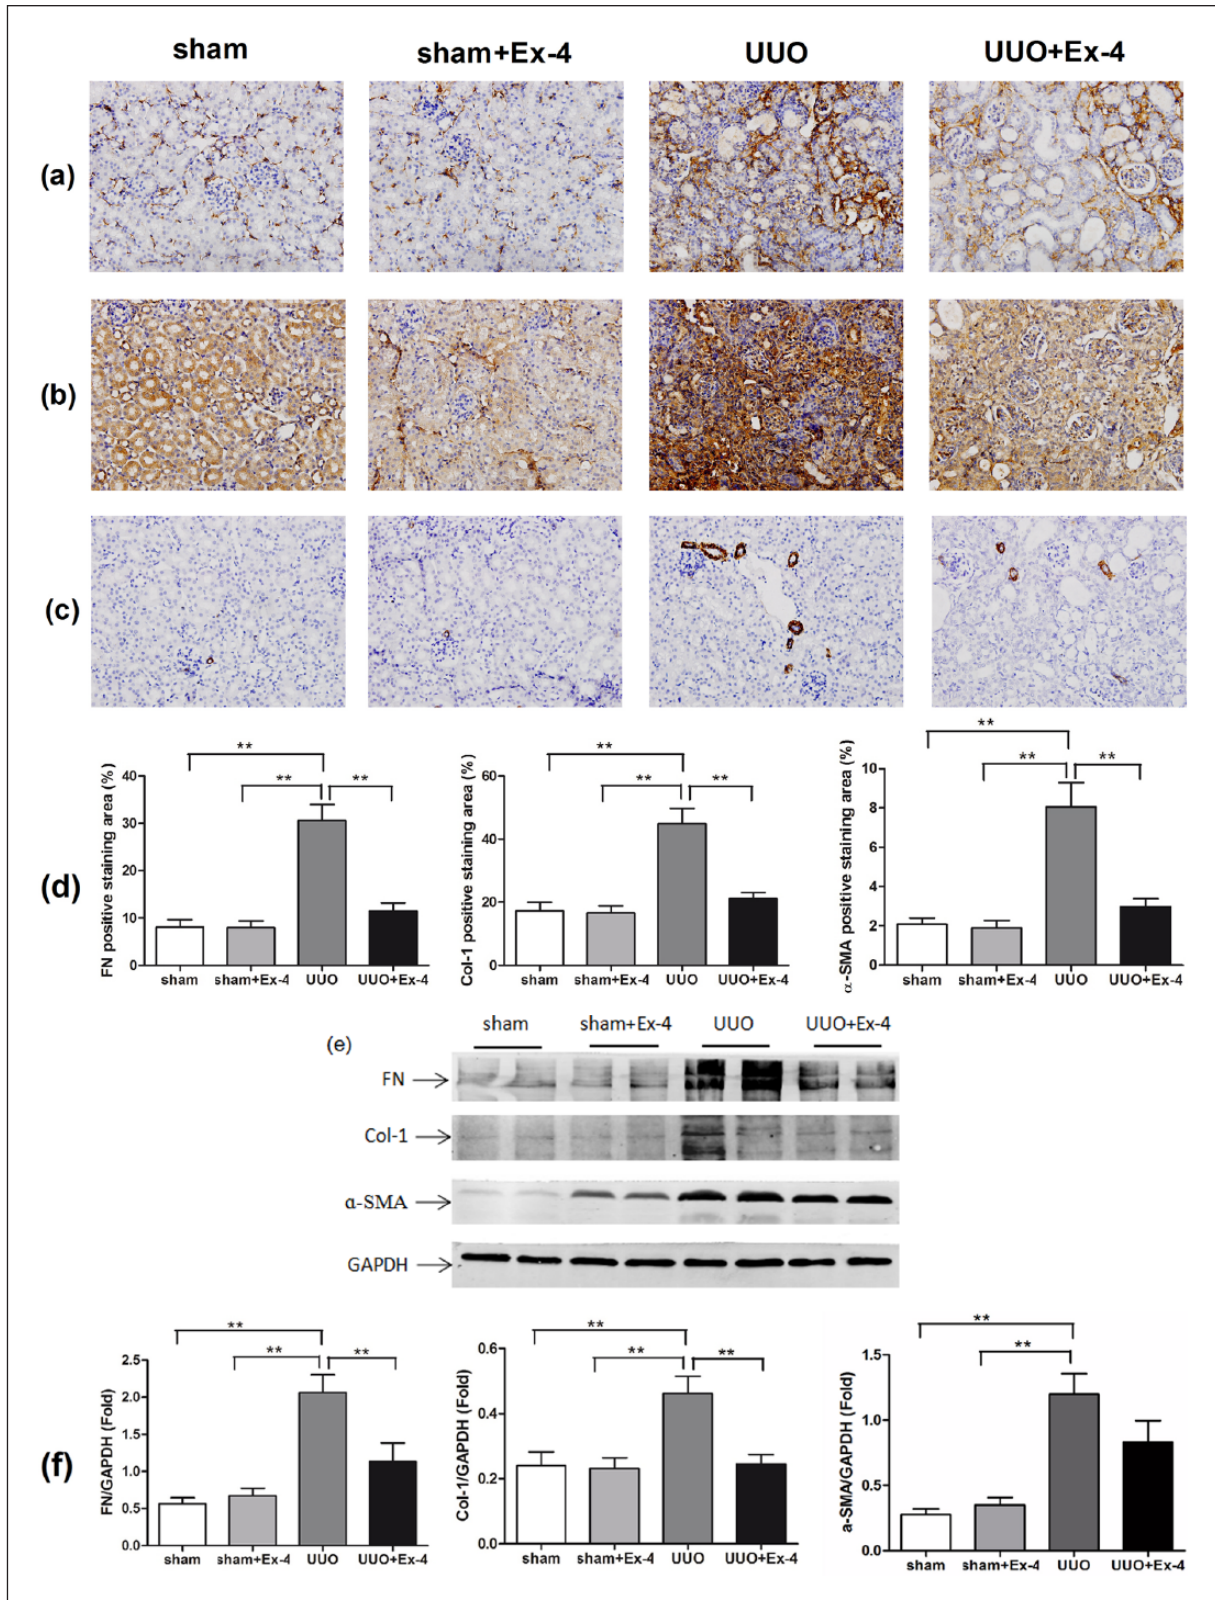 sham sham+Ex-4 UUO UUO+Ex-4
(a)
(b)
(c)
(d)
** ** **
FN positive staining area (%)
40
30
20
10
0
sham sham+Ex-4 UUO UUO+Ex-4
** ** **
Col-1 positive staining area (%)
60
40
20
0
sham sham+Ex-4 UUO UUO+Ex-4
** ** **
α-SMA positive staining area (%)
10
8
6
4
2
0
sham sham+Ex-4 UUO UUO+Ex-4
(e)
sham sham+Ex-4 UUO UUO+Ex-4
FN
Col-1
α-SMA
GAPDH
(f)
** ** **
FN/GAPDH (Fold)
2.5
2.0
1.5
1.0
0.5
0.0
sham sham+Ex-4 UUO UUO+Ex-4
** ** **
Col-1/GAPDH (Fold)
0.6
0.4
0.2
0.0
sham sham+Ex-4 UUO UUO+Ex-4
** **
a-SMA/GAPDH (Fold)
1.5
1.0
0.5
0.0
sham sham+Ex-4 UUO UUO+Ex-4